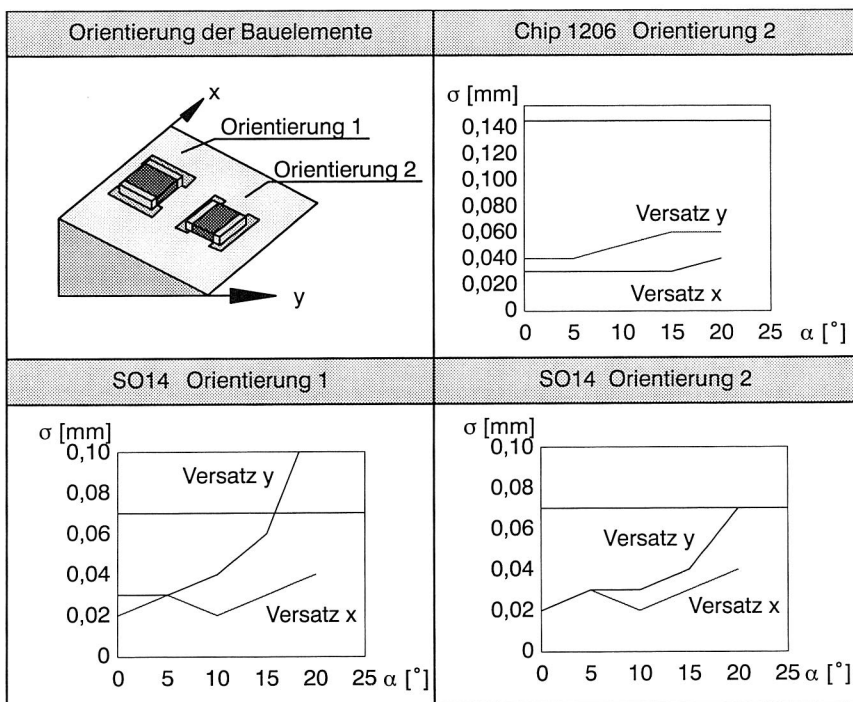 Orientierung der Bauelemente
x
Orientierung 1
Orientierung 2
y
Chip 1206 Orientierung 2
σ [mm]
0,140
0,120
0,100
0,080
0,060
0,040
0,020
0
Versatz y
Versatz x
0 5 10 15 20 25 α [°]
SO14 Orientierung 1
σ [mm]
0,10
0,08
0,06
0,04
0,02
0
Versatz y
Versatz x
0 5 10 15 20 25 α [°]
SO14 Orientierung 2
σ [mm]
0,10
0,08
0,06
0,04
0,02
0
Versatz y
Versatz x
0 5 10 15 20 25 α [°]